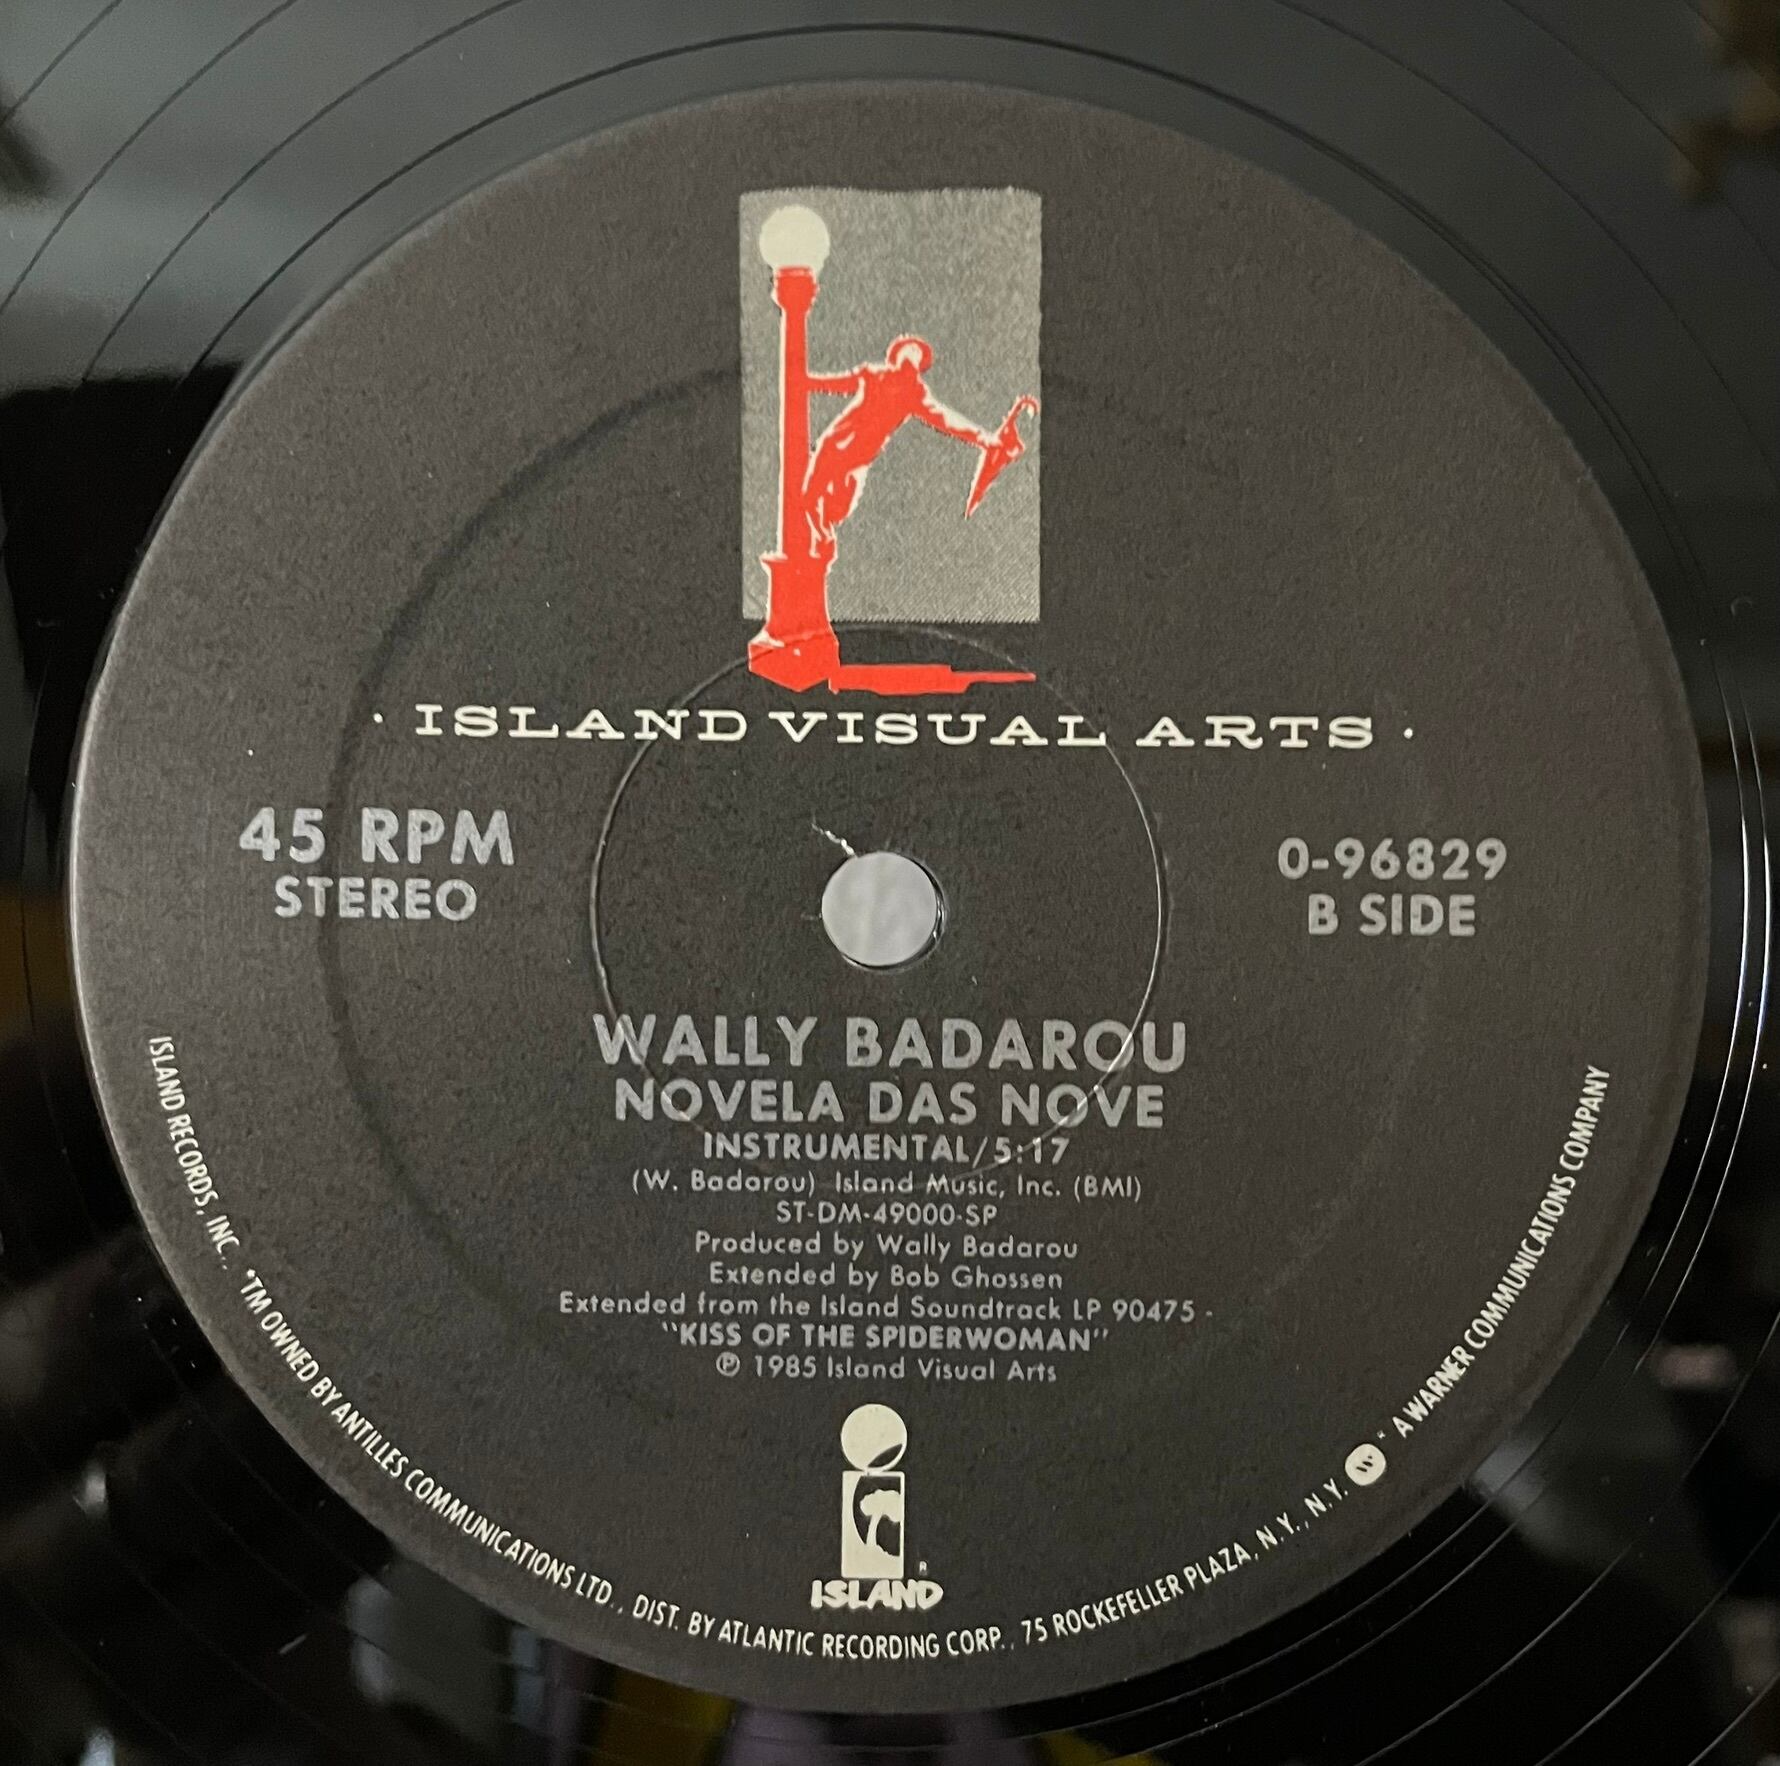 · ISLAND VISUAL ARTS ·
45 RPM
STEREO
0-96829
B SIDE
WALLY BADAROU
NOVELA DAS NOVE
INSTRUMENTAL/5:17
(W. Badarou) Island Music, Inc. (BMI)
ST-DM-49000-SP
Produced by Wally Badarou
Extended by Bob Ghossen
Extended from the Island Soundtrack LP 90475 -
"KISS OF THE SPIDERWOMAN"
℗ 1985 Island Visual Arts
ISLAND ®
ISLAND RECORDS, INC., *TM OWNED BY ANTILLES COMMUNICATIONS LTD., DIST. BY ATLANTIC RECORDING CORP., 75 ROCKEFELLER PLAZA, N.Y., N.Y. W * A WARNER COMMUNICATIONS COMPANY